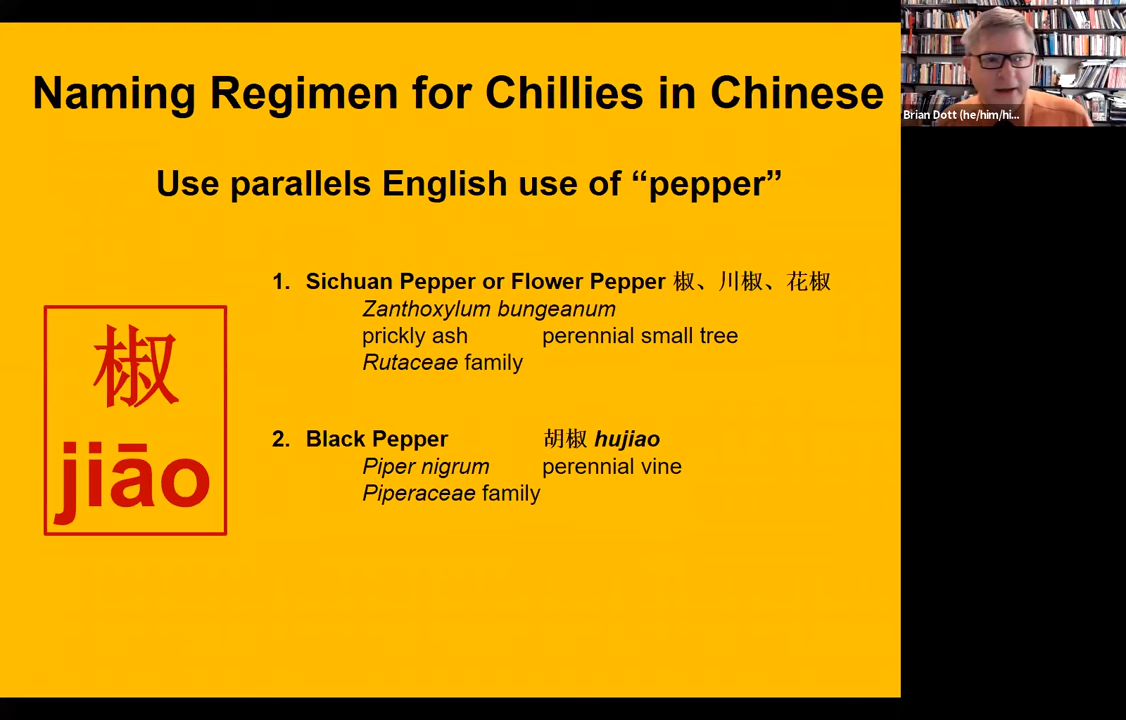 Naming Regimen for Chillies in Chinese
Use parallels English use of “pepper”
椒
jiāo
1. Sichuan Pepper or Flower Pepper 椒、川椒、花椒
Zanthoxylum bungeanum
prickly ash perennial small tree
Rutaceae family
2. Black Pepper 胡椒 hujiao
Piper nigrum perennial vine
Piperaceae family
Brian Dott (he/him/hi...